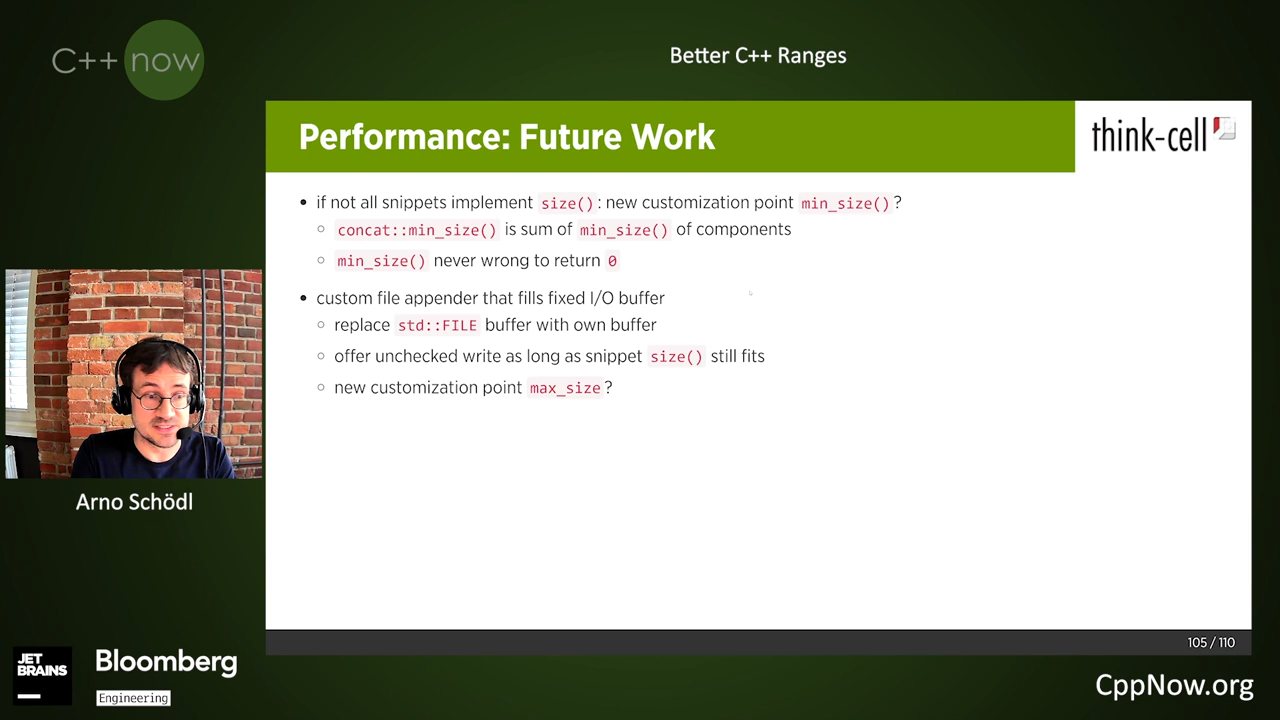 C++ now
Better C++ Ranges
Performance: Future Work
think-cell
• if not all snippets implement size(): new customization point min_size()?
○ concat::min_size() is sum of min_size() of components
○ min_size() never wrong to return 0
• custom file appender that fills fixed I/O buffer
○ replace std::FILE buffer with own buffer
○ offer unchecked write as long as snippet size() still fits
○ new customization point max_size?
Arno Schödl
105 / 110
JET
BRAINS
Bloomberg
Engineering
CppNow.org